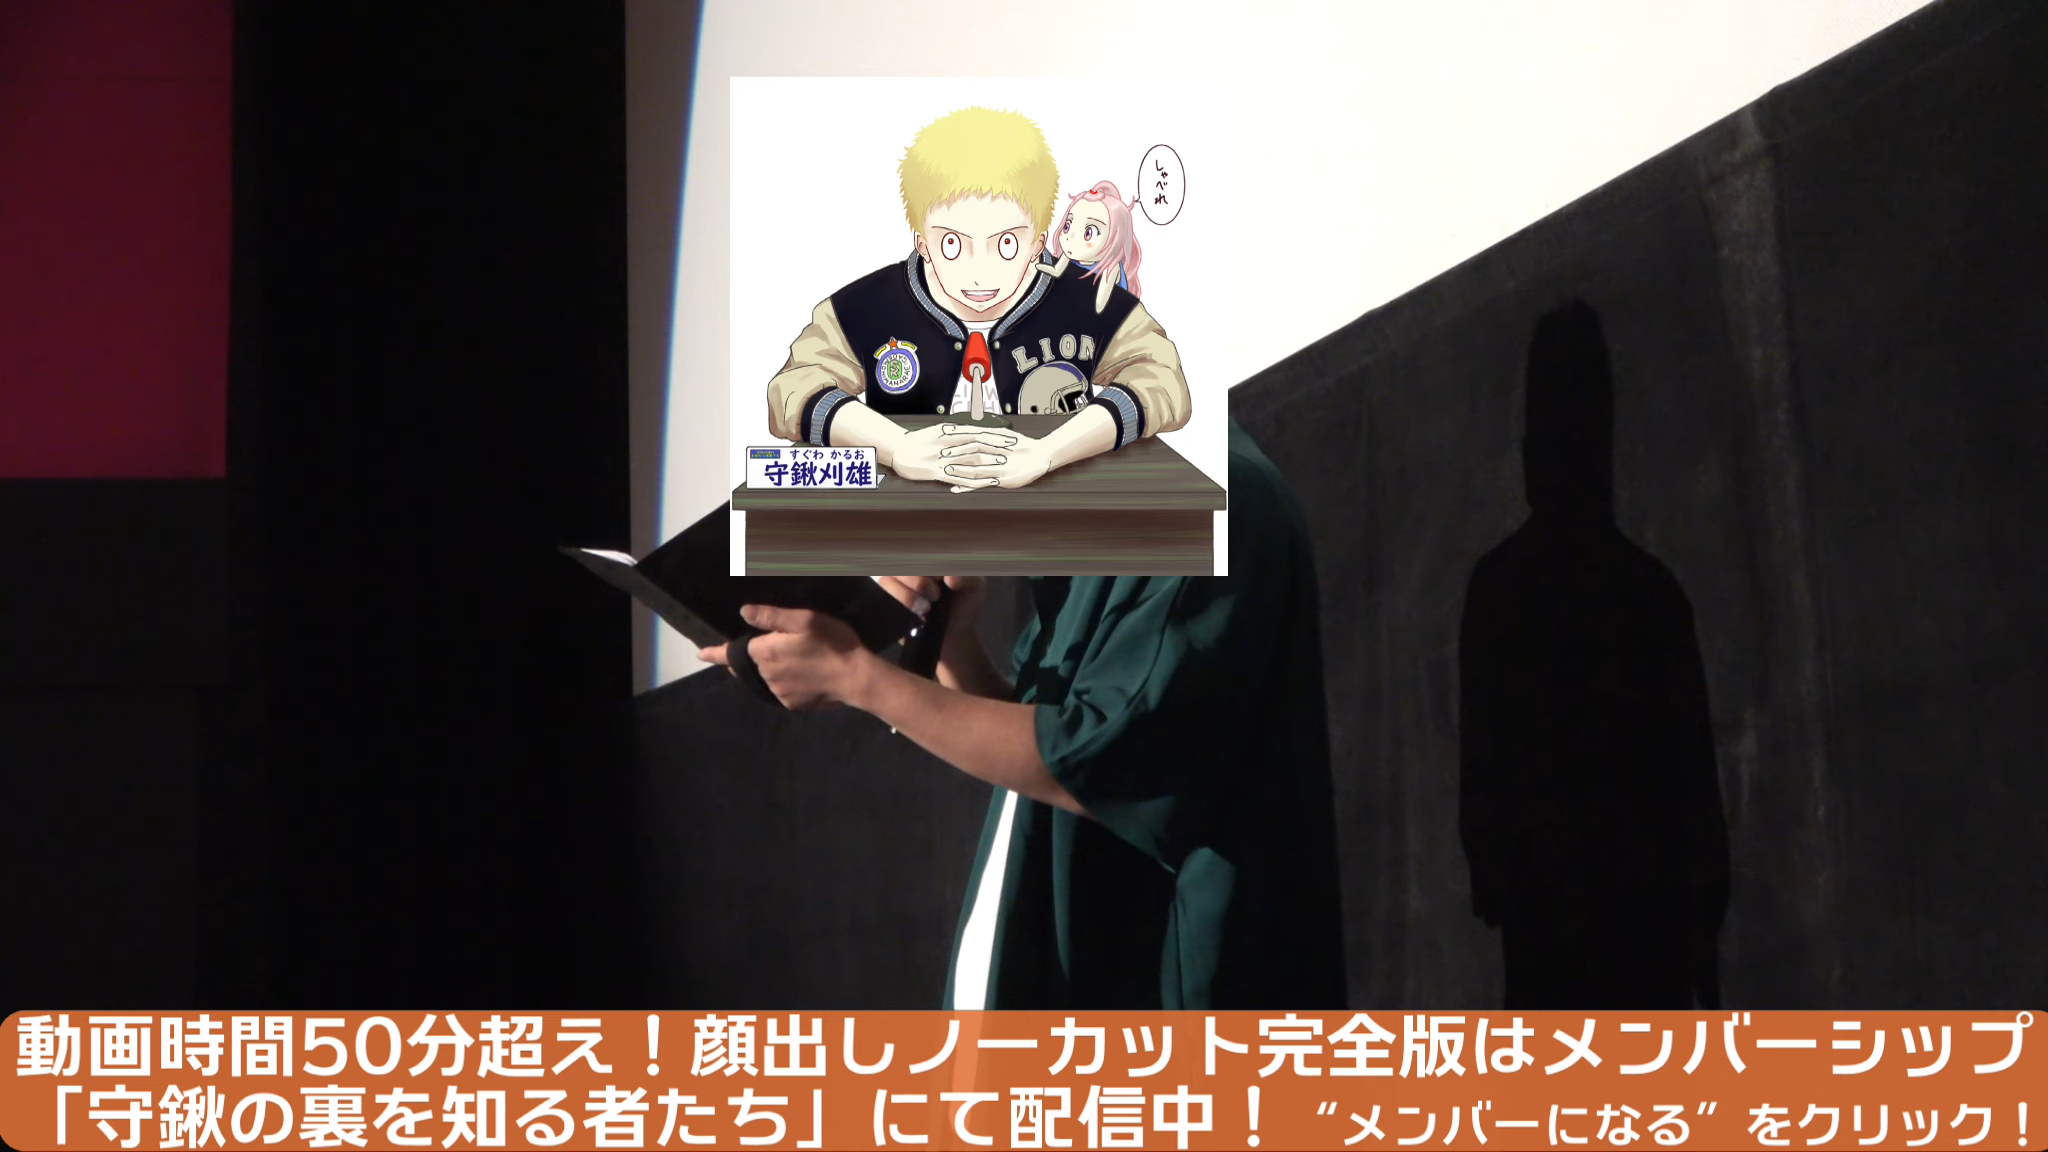 しゃべれ
LION
すぐわ かるお
守鍬刈雄
動画時間50分超え！顔出しノーカット完全版はメンバーシップ
「守鍬の裏を知る者たち」にて配信中！“メンバーになる”をクリック！